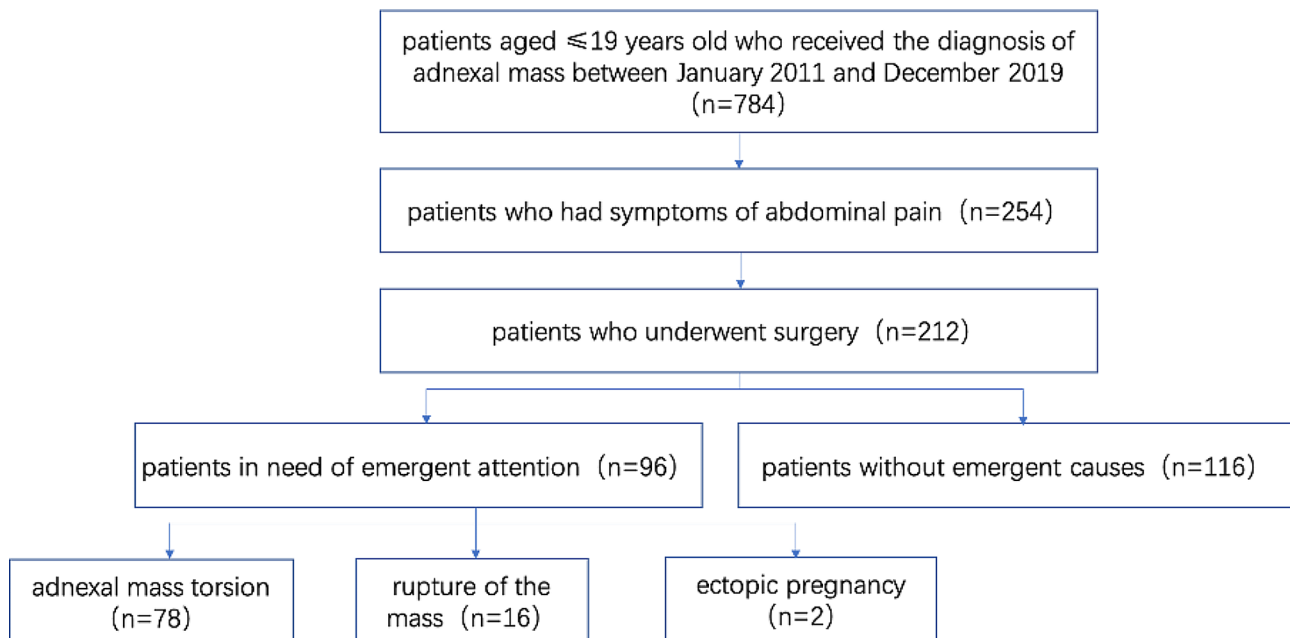 patients aged ⩽19 years old who received the diagnosis of
adnexal mass between January 2011 and December 2019
(n=784)
patients who had symptoms of abdominal pain (n=254)
patients who underwent surgery (n=212)
patients in need of emergent attention (n=96)
patients without emergent causes (n=116)
adnexal mass torsion
(n=78)
rupture of the
mass (n=16)
ectopic pregnancy
(n=2)